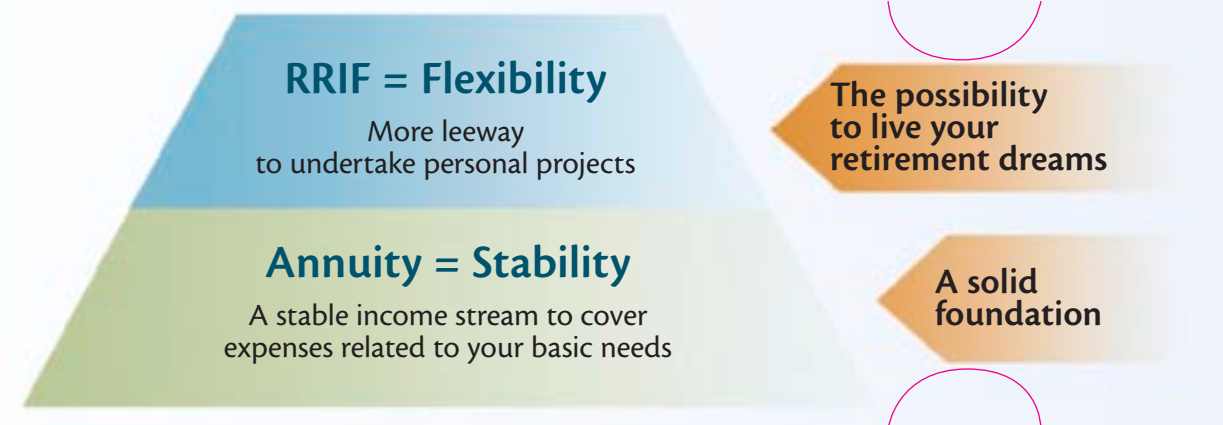 RRIF = Flexibility
More leeway
to undertake personal projects
The possibility
to live your
retirement dreams
Annuity = Stability
A stable income stream to cover
expenses related to your basic needs
A solid
foundation